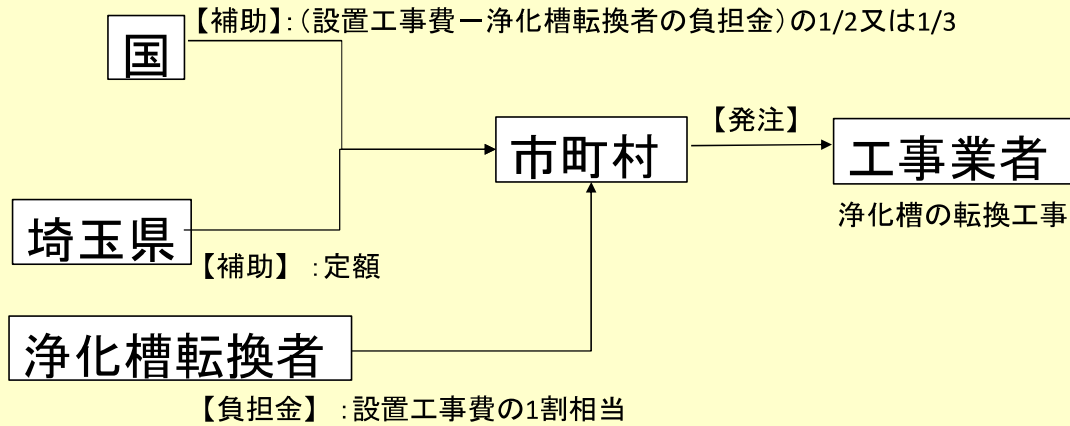 【補助】：（設置工事費ー浄化槽転換者の負担金）の1/2又は1/3
国
市町村
【発注】
工事業者
浄化槽の転換工事
埼玉県
【補助】：定額
浄化槽転換者
【負担金】：設置工事費の1割相当